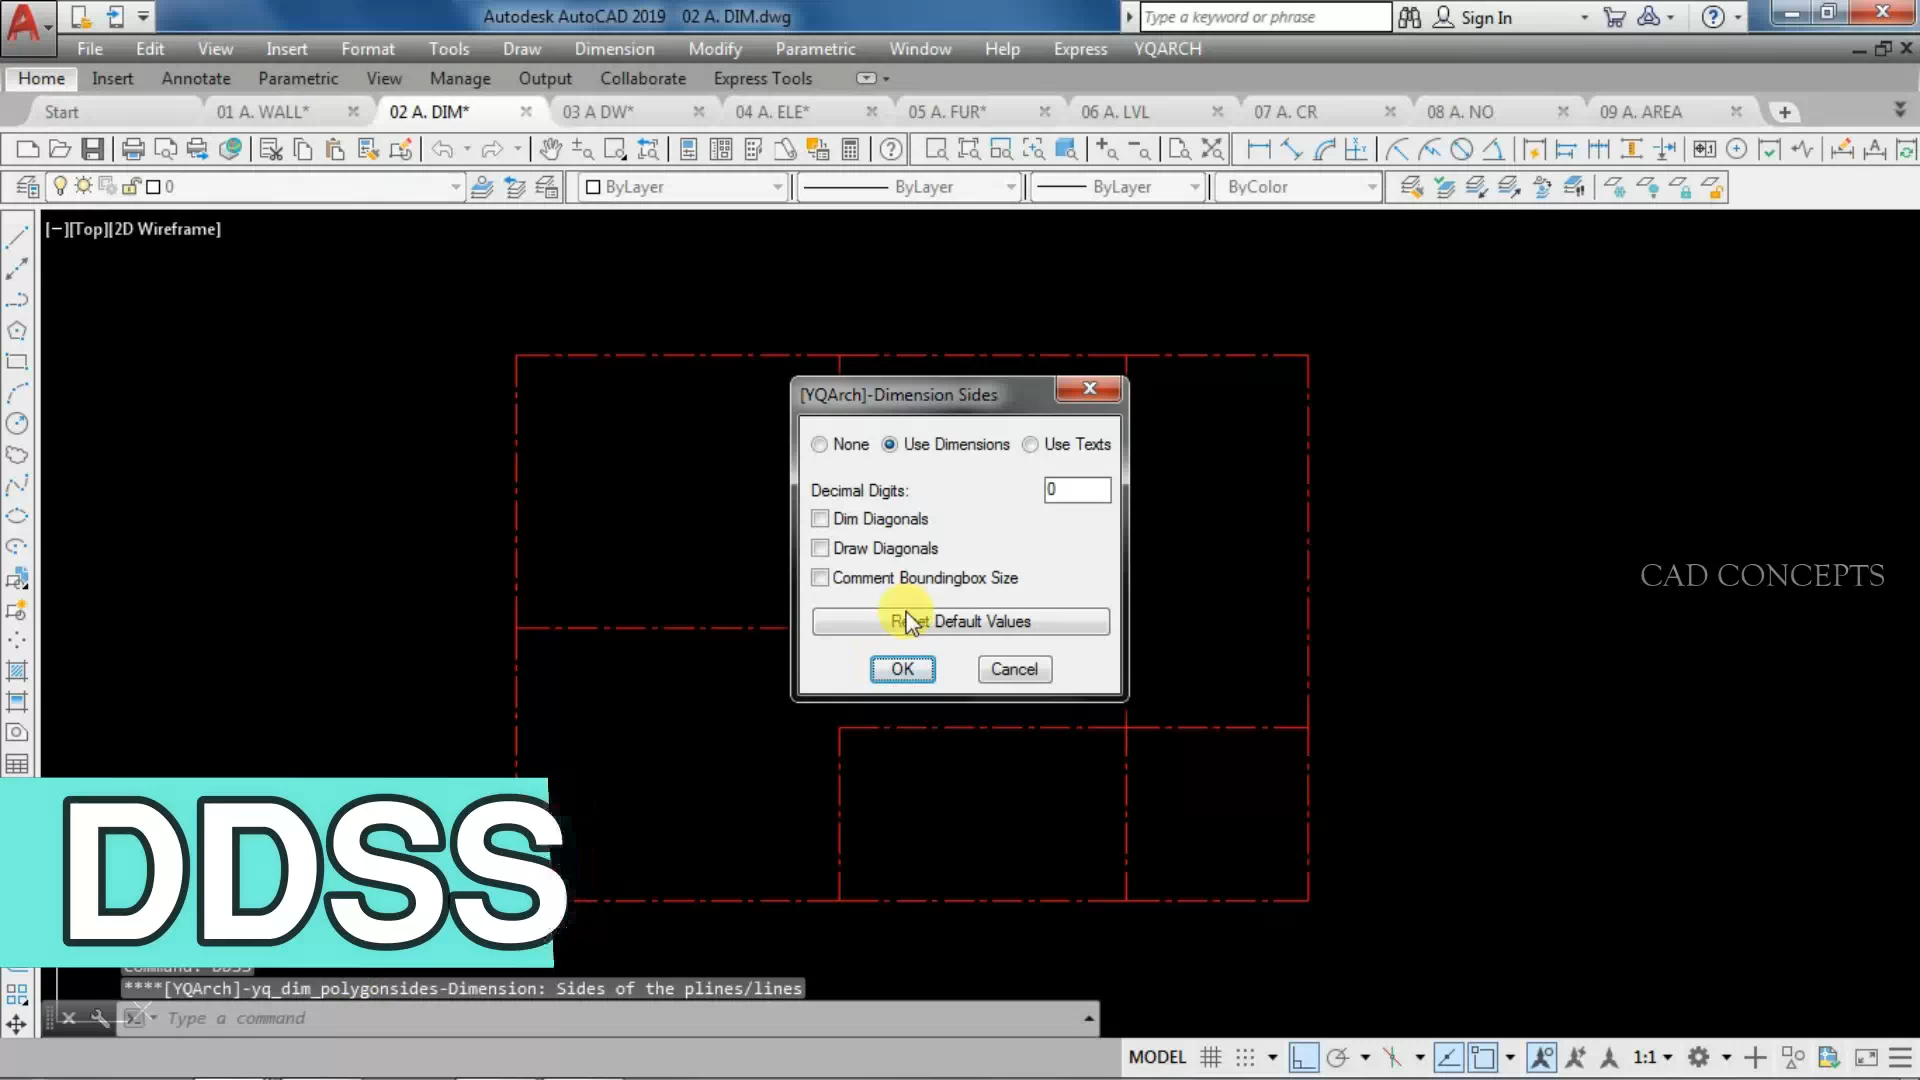 Autodesk AutoCAD 2019 02 A. DIM.dwg
Type a keyword or phrase
Sign In
File Edit View Insert Format Tools Draw Dimension Modify Parametric Window Help Express YQARCH
Home Insert Annotate Parametric View Manage Output Collaborate Express Tools
Start 01 A. WALL* 02 A. DIM* 03 A DW* 04 A. ELE* 05 A. FUR* 06 A. LVL 07 A. CR 08 A. NO 09 A. AREA
0 ByLayer ByLayer ByLayer ByColor
[−][Top][2D Wireframe]
[YQArch]-Dimension Sides
None Use Dimensions Use Texts
Decimal Digits: 0
Dim Diagonals
Draw Diagonals
Comment Boundingbox Size
Reset Default Values
OK Cancel
CAD CONCEPTS
DDSS
Command: DDSS
****[YQArch]-yq_dim_polygonsides-Dimension: Sides of the plines/lines
Type a command
MODEL 1:1